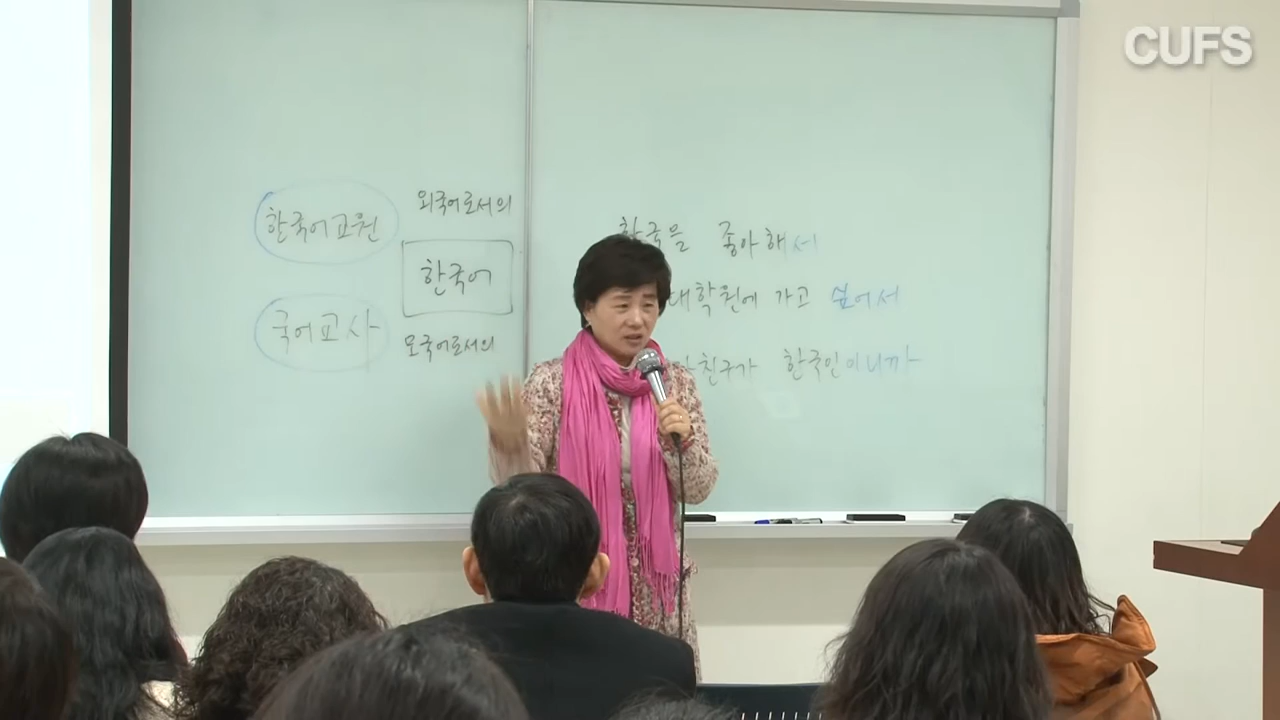 CUFS
한국어교원
외국어로서의
한국어
국어교사
모국어로서의
한국을 좋아해서
대학원에 가고 싶어서
친구가 한국인이니까